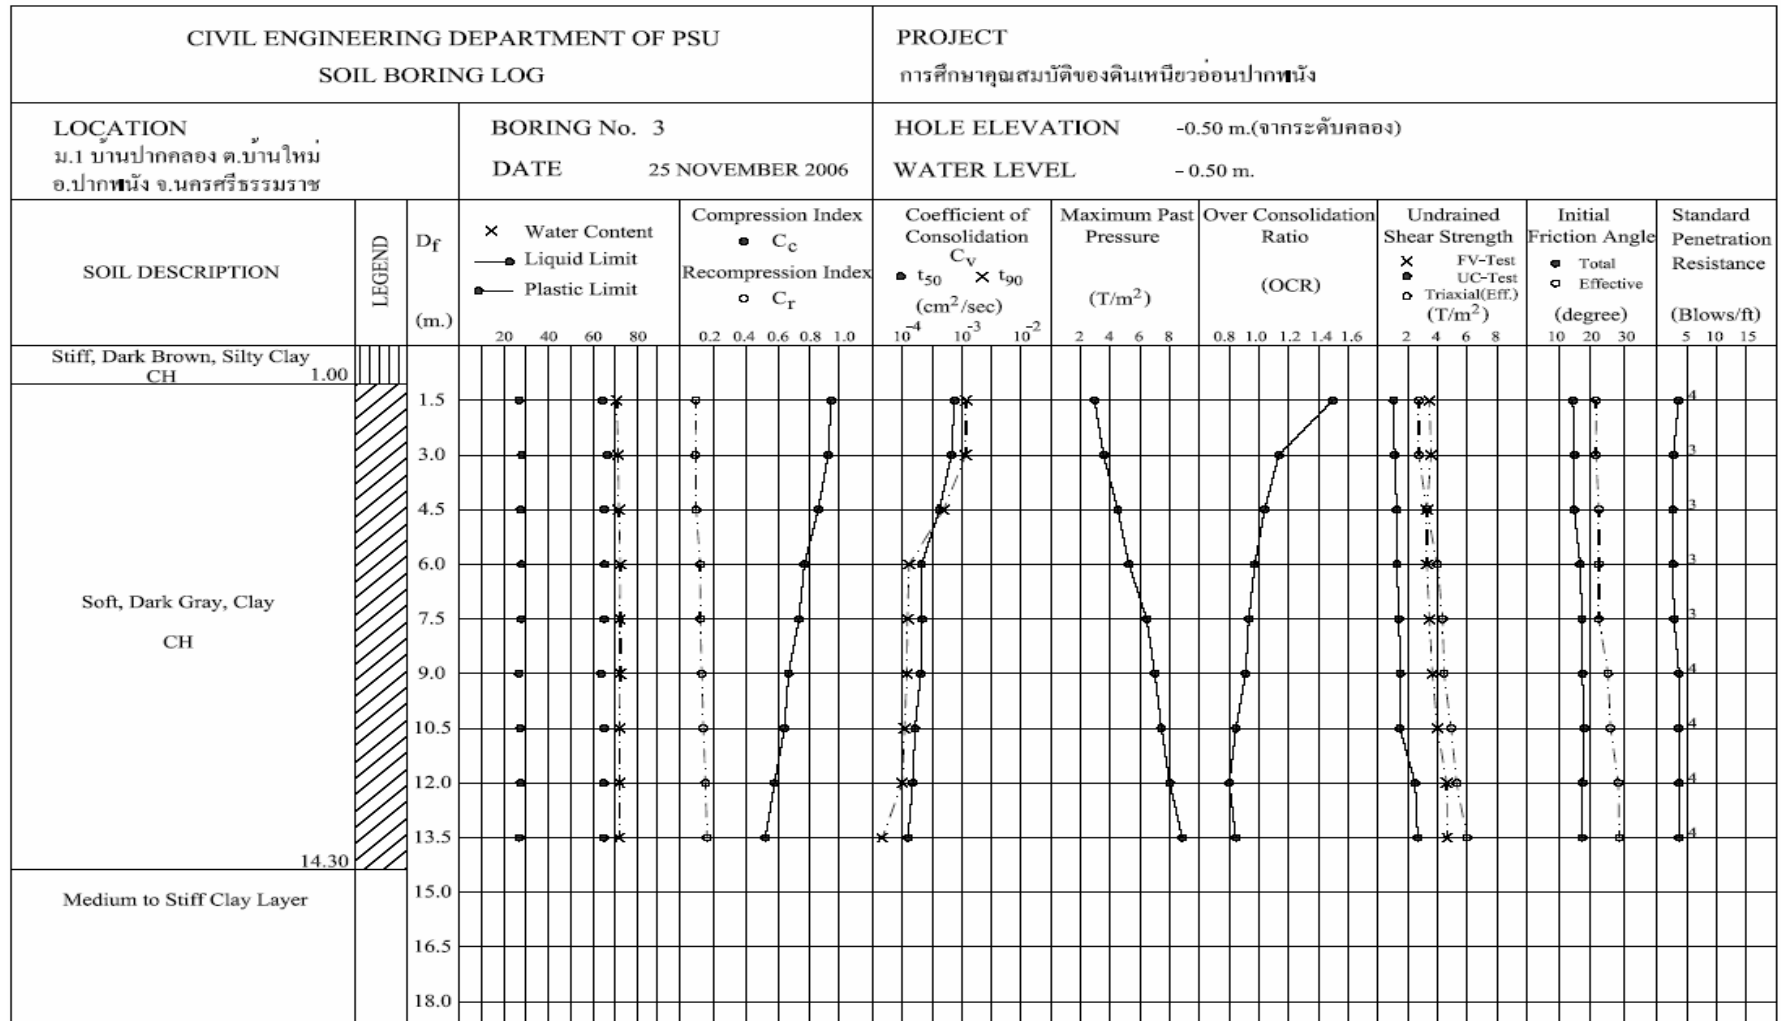 CIVIL ENGINEERING DEPARTMENT OF PSU
SOIL BORING LOG
PROJECT
การศึกษาคุณสมบัติของดินเหนียวอ่อนปากพนัง
LOCATION
ม.1 บ้านปากคลอง ต.บ้านใหม่
อ.ปากพนัง จ.นครศรีธรรมราช
BORING No. 3
DATE 25 NOVEMBER 2006
HOLE ELEVATION -0.50 m.(จากระดับคลอง)
WATER LEVEL - 0.50 m.
SOIL DESCRIPTION
LEGEND
Df
(m.)
Water Content
Liquid Limit
Plastic Limit
20 40 60 80
Compression Index
Cc
Recompression Index
Cr
0.2 0.4 0.6 0.8 1.0
Coefficient of
Consolidation
Cv
t50 t90
(cm2/sec)
10-4 10-3 10-2
Maximum Past
Pressure
(T/m2)
2 4 6 8
Over Consolidation
Ratio
(OCR)
0.8 1.0 1.2 1.4 1.6
Undrained
Shear Strength
FV-Test
UC-Test
Triaxial(Eff.)
(T/m2)
2 4 6 8
Initial
Friction Angle
Total
Effective
(degree)
10 20 30
Standard
Penetration
Resistance
(Blows/ft)
5 10 15
Stiff, Dark Brown, Silty Clay
CH 1.00
Soft, Dark Gray, Clay
CH
14.30
Medium to Stiff Clay Layer
1.5
3.0
4.5
6.0
7.5
9.0
10.5
12.0
13.5
15.0
16.5
18.0
4
3
3
3
3
4
4
4
4